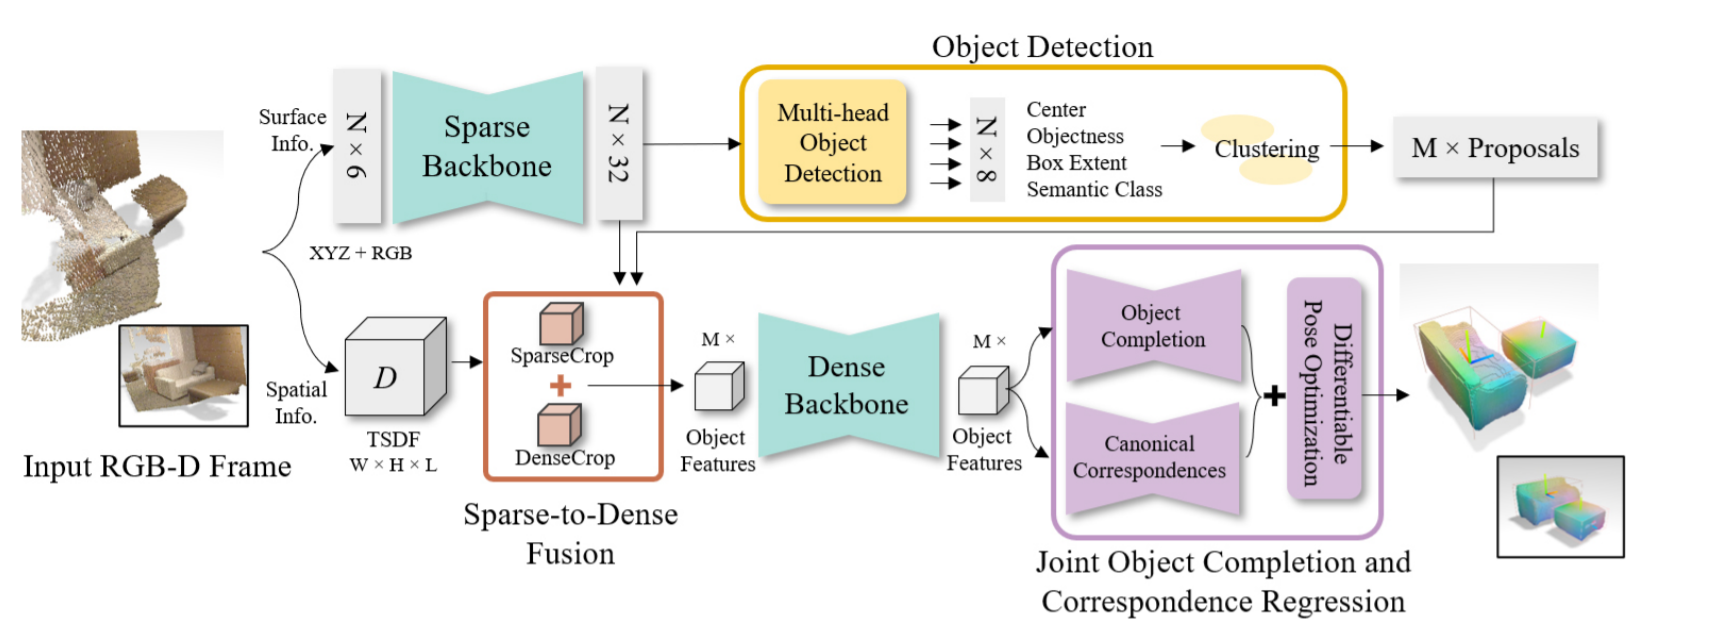 Object Detection
Surface
Info.
N × 6
Sparse
Backbone
N × 32
Multi-head
Object
Detection
N × 8
Center
Objectness
Box Extent
Semantic Class
Clustering
M × Proposals
XYZ + RGB
Spatial
Info.
D
TSDF
W × H × L
Input RGB-D Frame
SparseCrop
+
DenseCrop
Sparse-to-Dense
Fusion
M ×
Object
Features
Dense
Backbone
M ×
Object
Features
Object
Completion
Canonical
Correspondences
+
Differentiable
Pose Optimization
Joint Object Completion and
Correspondence Regression